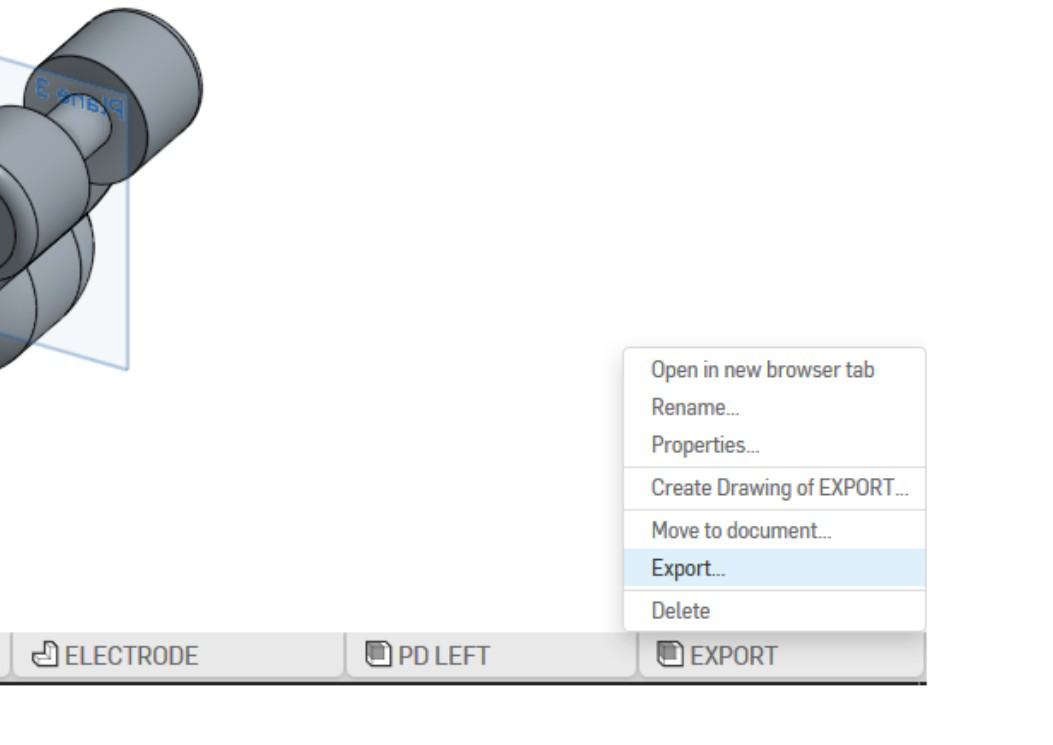 Plane 3
Open in new browser tab
Rename...
Properties...
Create Drawing of EXPORT...
Move to document...
Export...
Delete
ELECTRODE
PD LEFT
EXPORT